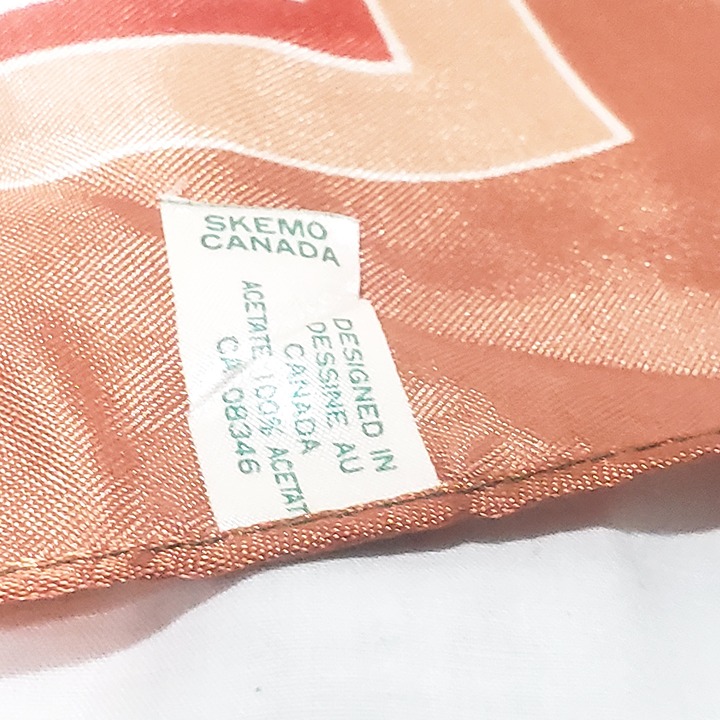 SKEMO
CANADA
DESIGNED IN
DESSINE AU
CANADA
ACETATE 100% ACETAT
CA 08346